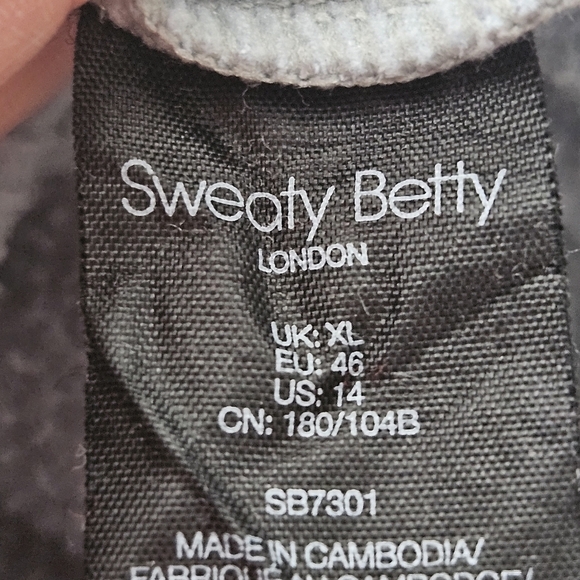 Sweaty Betty
LONDON
UK: XL
EU: 46
US: 14
CN: 180/104B
SB7301
MADE IN CAMBODIA/